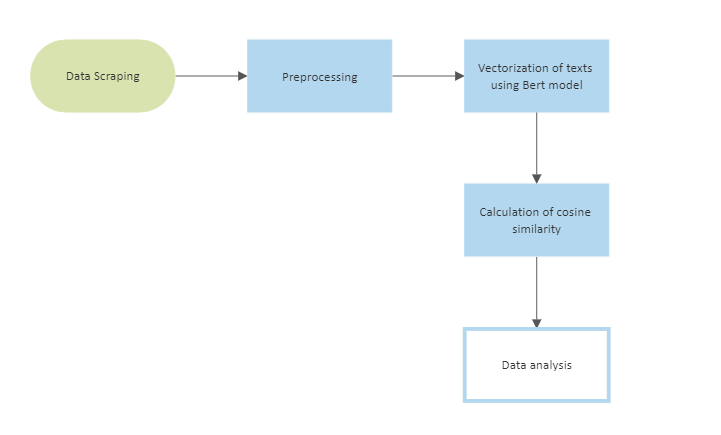 Data Scraping
Preprocessing
Vectorization of texts
using Bert model
Calculation of cosine
similarity
Data analysis